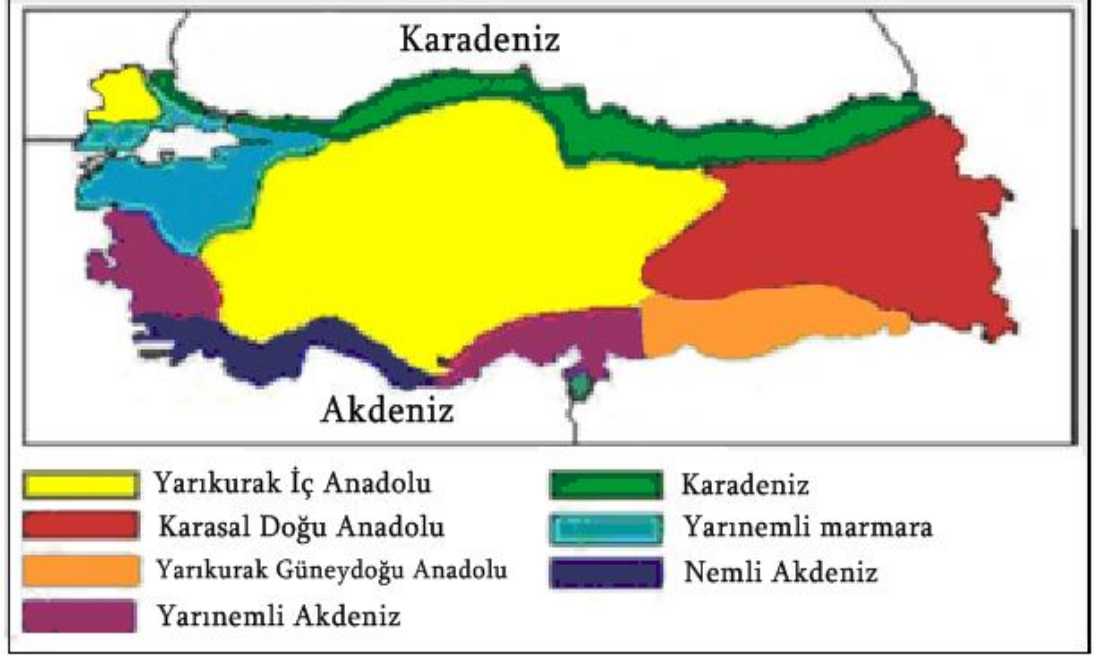 Karadeniz
Akdeniz
Yarıkurak İç Anadolu
Karasal Doğu Anadolu
Yarıkurak Güneydoğu Anadolu
Yarınemli Akdeniz
Karadeniz
Yarınemli marmara
Nemli Akdeniz